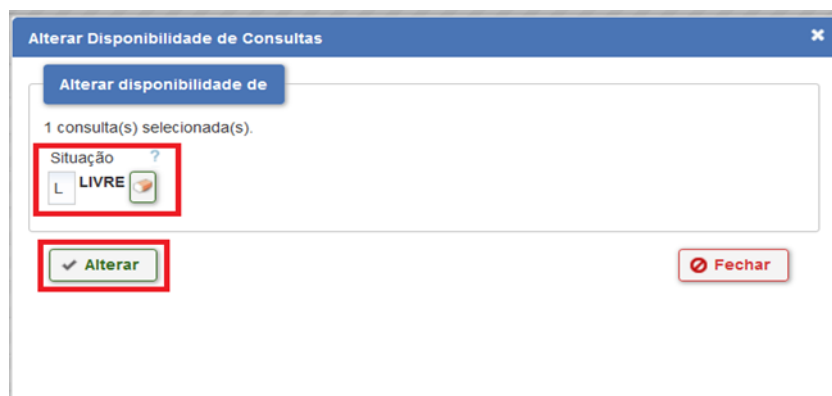 Alterar Disponibilidade de Consultas
Alterar disponibilidade de
1 consulta(s) selecionada(s).
Situação ?
L LIVRE
Alterar Fechar